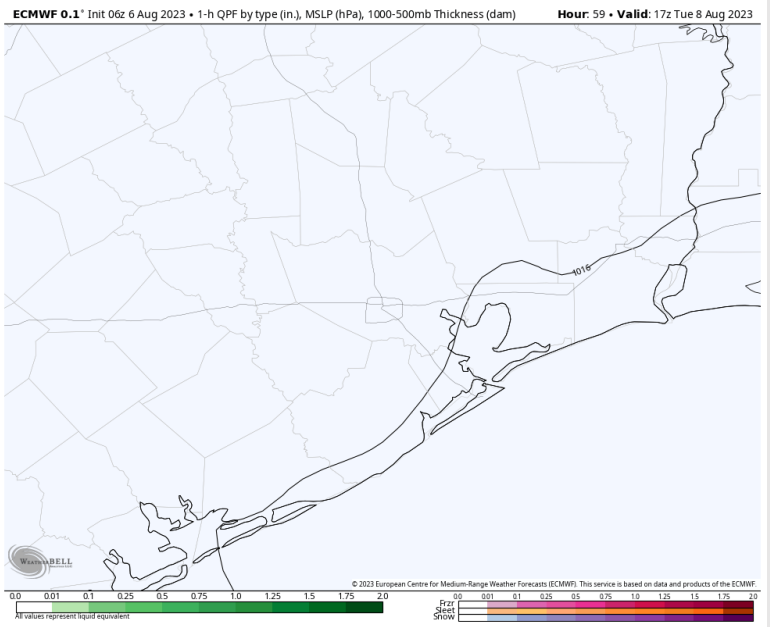 ECMWF 0.1° Init 06z 6 Aug 2023 • 1-h QPF by type (in.), MSLP (hPa), 1000-500mb Thickness (dam) Hour: 59 • Valid: 17z Tue 8 Aug 2023
1016
WEATHERBELL
© 2023 European Centre for Medium-Range Weather Forecasts (ECMWF). This service is based on data and products of the ECMWF.
0.0 0.01 0.1 0.25 0.5 0.75 1.0 1.25 1.5 1.75 2.0
All values represent liquid equivalent
0.0 0.01 0.1 0.25 0.5 0.75 1.0 1.25 1.5 1.75 2.0
Frzr
Sleet
Snow